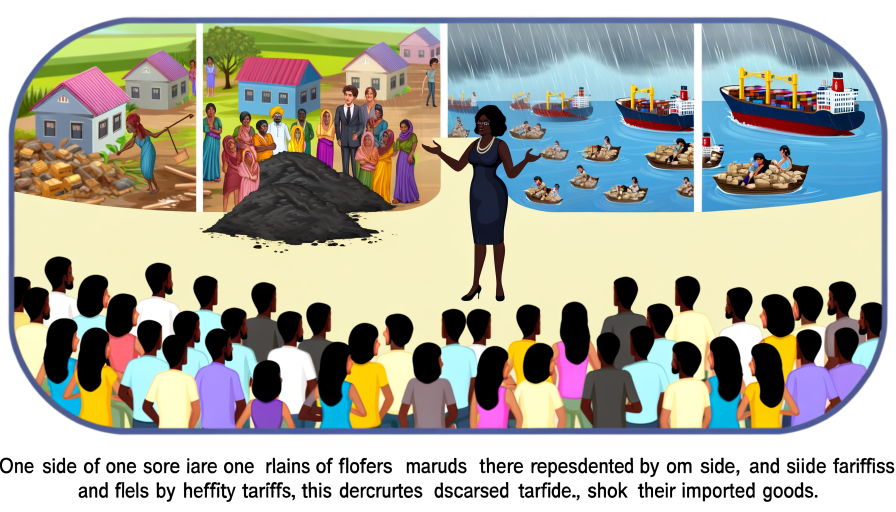 One side of one sore iare one rlains of flofers maruds there repesdented by om side, and siide fariffiss
and flels by heffity tariffs, this dercrurtes dscarsed tarfide., shok their imported goods.